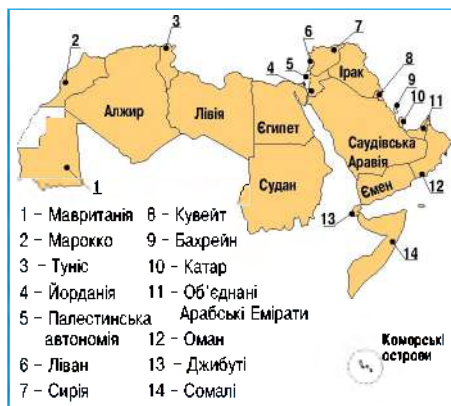 3
2
6
7
5
4
Ірак
8
9
10
11
Алжир
Лівія
Єгипет
Саудівська
Аравія
Судан
Ємен
1
12
13
14
1 – Мавританія
2 – Марокко
3 – Туніс
4 – Йорданія
5 – Палестинська
автономія
6 – Ліван
7 – Сирія
8 – Кувейт
9 – Бахрейн
10 – Катар
11 – Об'єднані
Арабські Емірати
12 – Оман
13 – Джибуті
14 – Сомалі
Коморські
острови